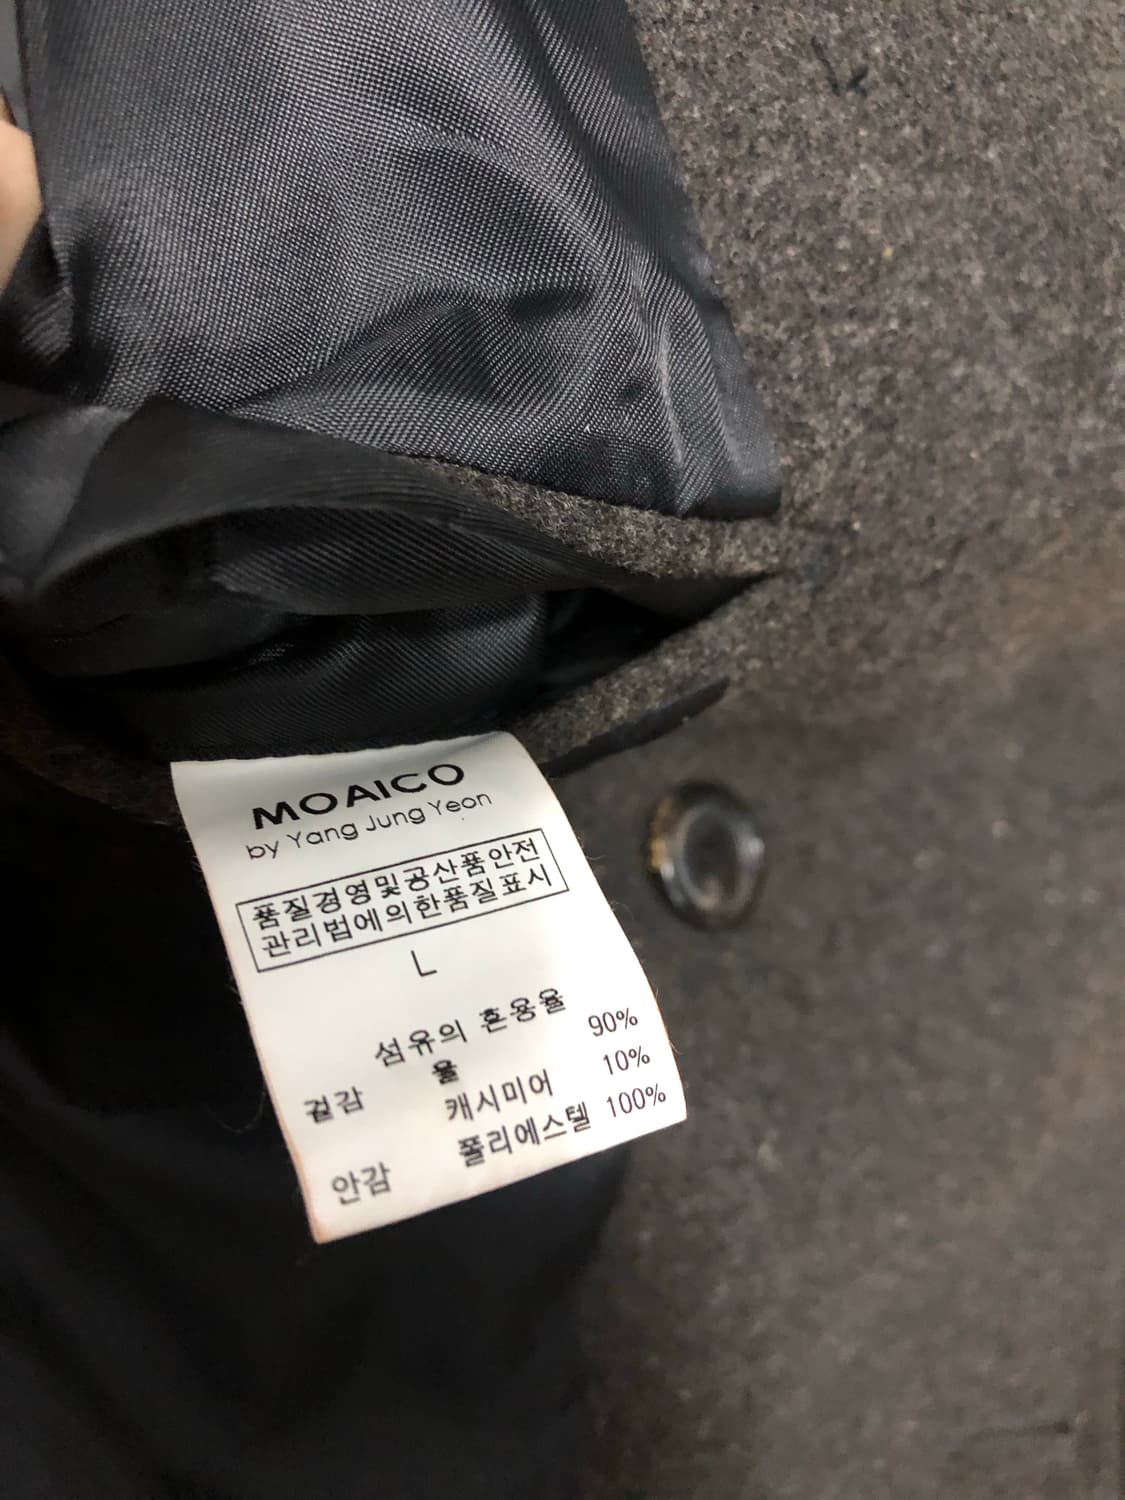 MOAICO
by Yang Jung Yeon
품질경영및공산품안전
관리법에의한품질표시
L
섬유의 혼용율
겉감 울 90%
캐시미어 10%
안감 폴리에스텔 100%